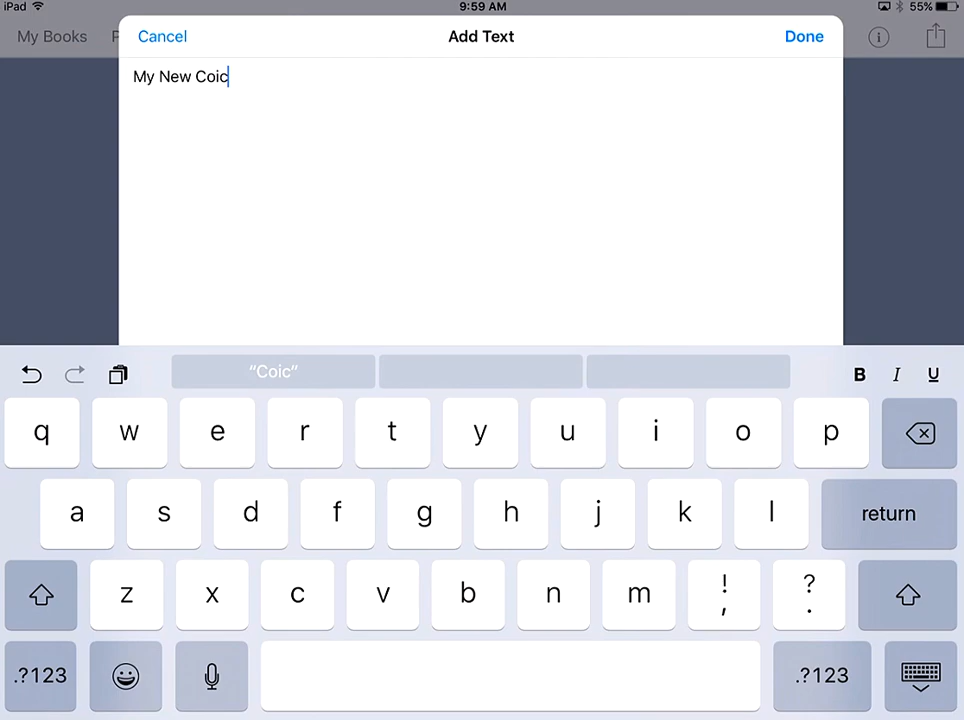 iPad 9:59 AM 55%
My Books P Cancel Add Text Done
My New Coic
“Coic” B I U
q w e r t y u i o p
a s d f g h j k l return
z x c v b n m ! , ? .
.?123 .?123